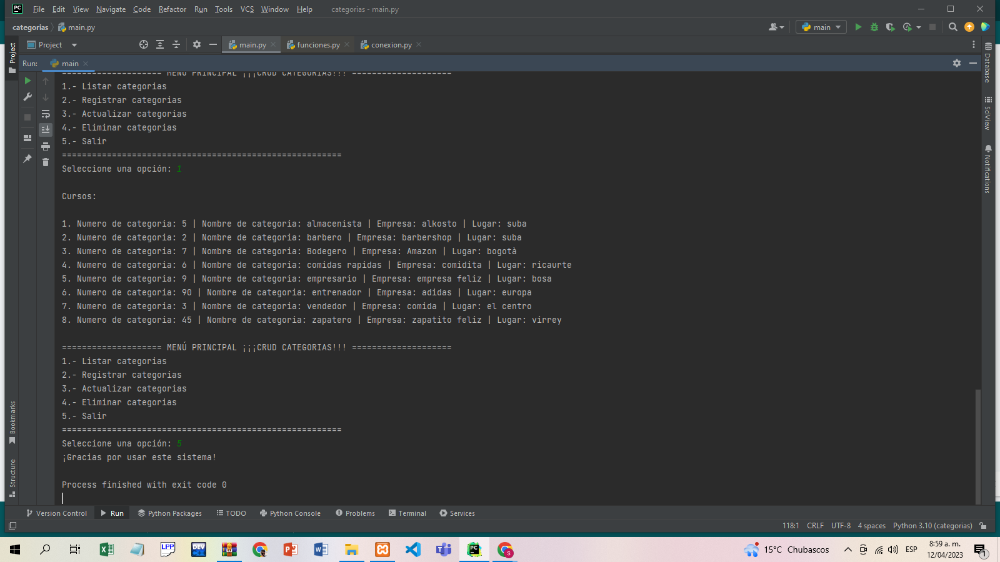 PC File Edit View Navigate Code Refactor Run Tools VCS Window Help categorias - main.py
categorias main.py main
Project main.py funciones.py conexion.py
Run: main
==================== MENÚ PRINCIPAL ¡¡¡CRUD CATEGORIAS!!! ====================
1.- Listar categorias
2.- Registrar categorias
3.- Actualizar categorias
4.- Eliminar categorias
5.- Salir
========================================================
Seleccione una opción: 1
Cursos:
1. Numero de categoria: 5 | Nombre de categoria: almacenista | Empresa: alkosto | Lugar: suba
2. Numero de categoria: 2 | Nombre de categoria: barbero | Empresa: barbershop | Lugar: suba
3. Numero de categoria: 7 | Nombre de categoria: Bodegero | Empresa: Amazon | Lugar: bogotà
4. Numero de categoria: 6 | Nombre de categoria: comidas rapidas | Empresa: comidita | Lugar: ricaurte
5. Numero de categoria: 9 | Nombre de categoria: empresario | Empresa: empresa feliz | Lugar: bosa
6. Numero de categoria: 90 | Nombre de categoria: entrenador | Empresa: adidas | Lugar: europa
7. Numero de categoria: 3 | Nombre de categoria: vendedor | Empresa: comida | Lugar: el centro
8. Numero de categoria: 45 | Nombre de categoria: zapatero | Empresa: zapatito feliz | Lugar: virrey
==================== MENÚ PRINCIPAL ¡¡¡CRUD CATEGORIAS!!! ====================
1.- Listar categorias
2.- Registrar categorias
3.- Actualizar categorias
4.- Eliminar categorias
5.- Salir
========================================================
Seleccione una opción: 5
¡Gracias por usar este sistema!
Process finished with exit code 0
Project
Bookmarks
Structure
Database
SciView
Notifications
Version Control Run Python Packages TODO Python Console Problems Terminal Services
118:1 CRLF UTF-8 4 spaces Python 3.10 (categorias)
LPP DEV 15°C Chubascos ESP 8:59 a. m.
12/04/2023
1